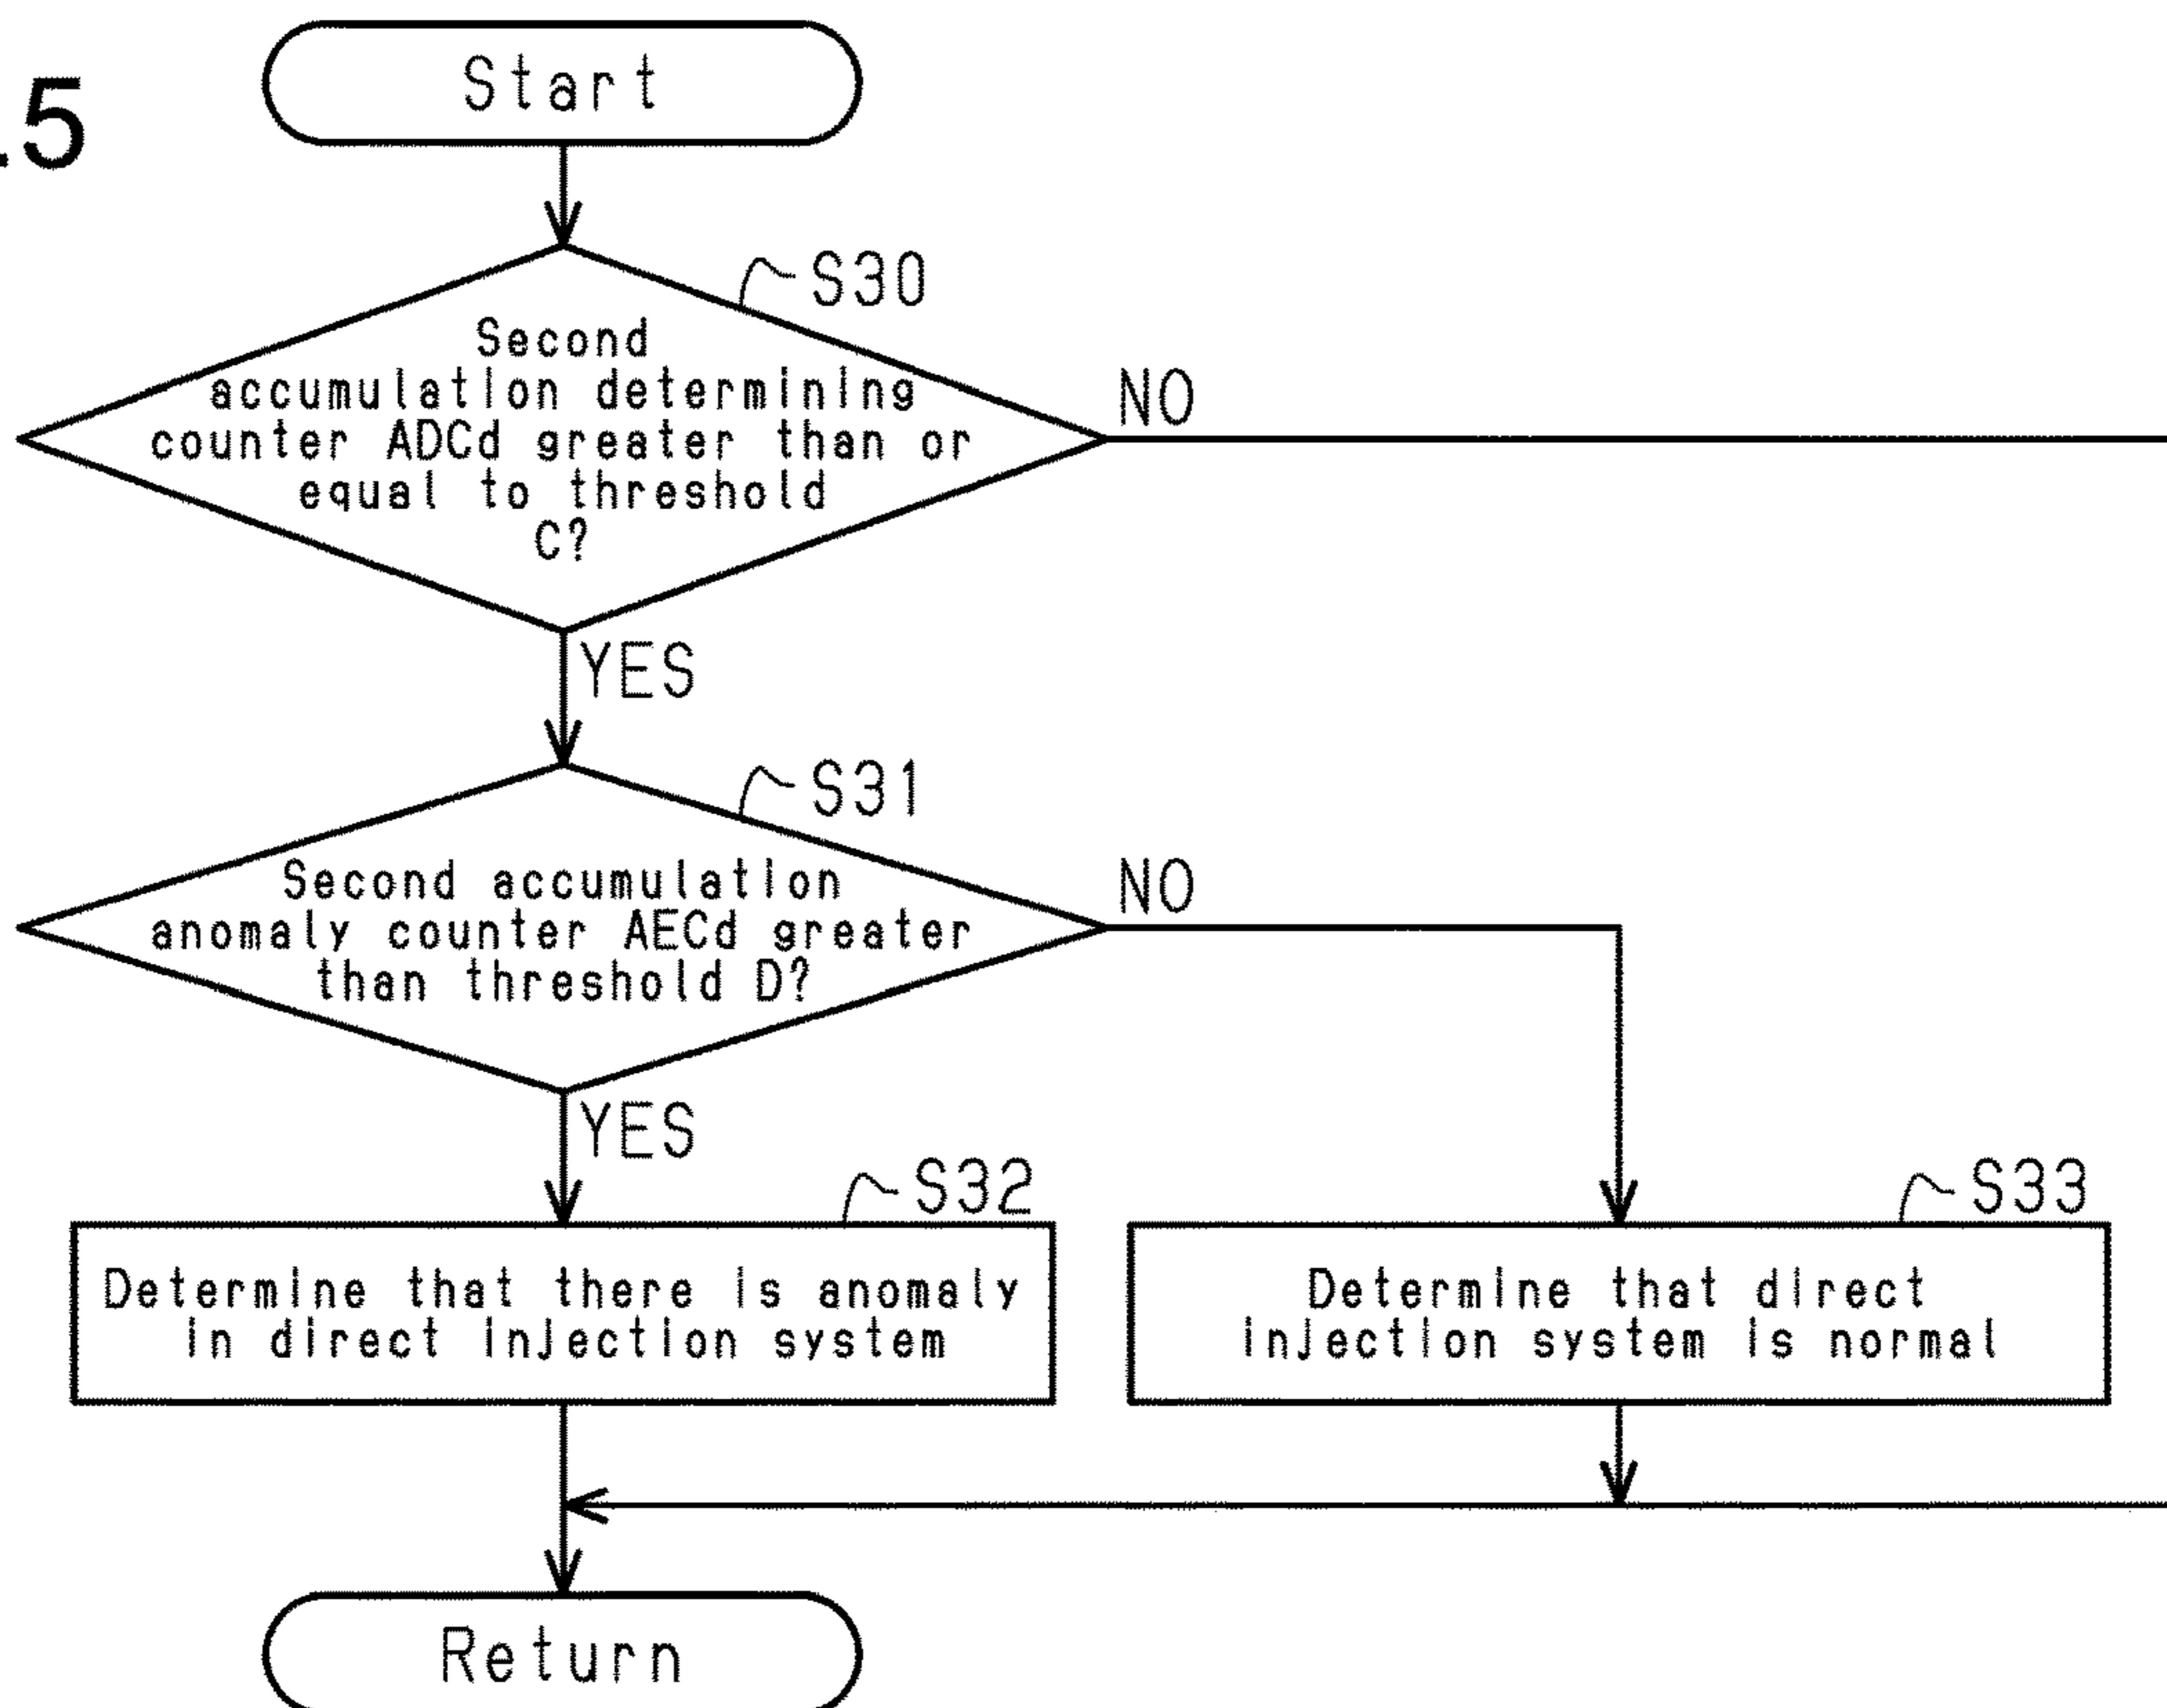 .5
Start
S30
Second
accumulation determining
counter ADCd greater than or
equal to threshold
C?
NO
YES
S31
Second accumulation
anomaly counter AECd greater
than threshold D?
NO
YES
S32
Determine that there is anomaly
in direct injection system
S33
Determine that direct
injection system is normal
Return